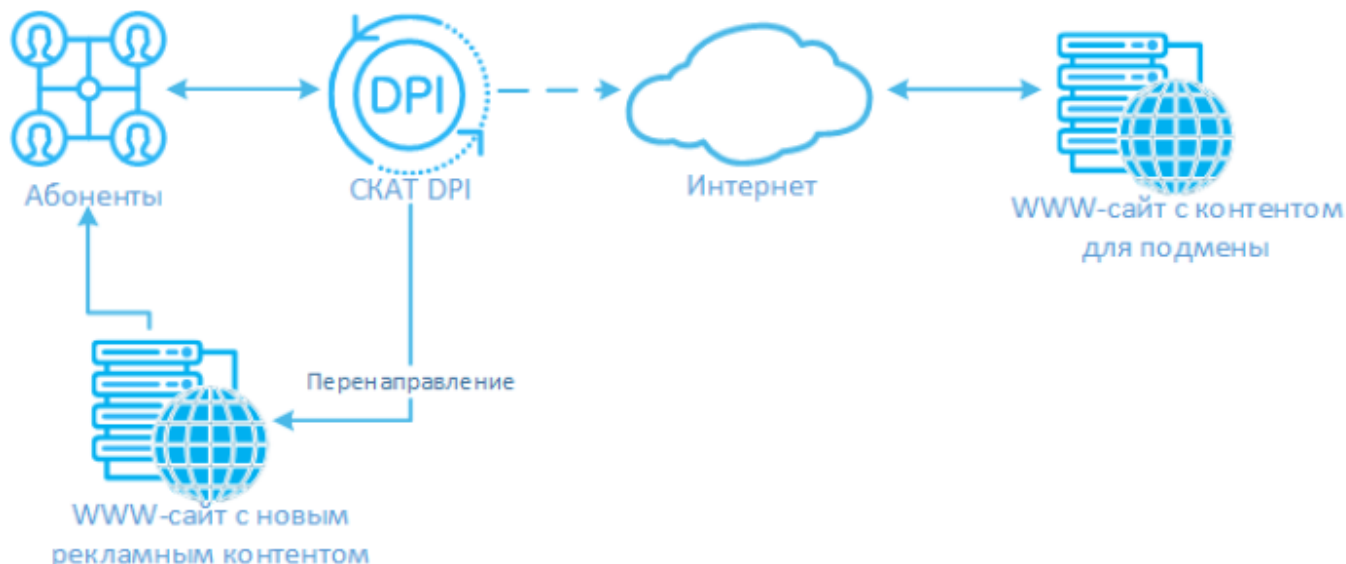 DPI
Абоненты
СКАТ DPI
Интернет
WWW-сайт с контентом
для подмены
Перенаправление
WWW-сайт с новым
рекламным контентом